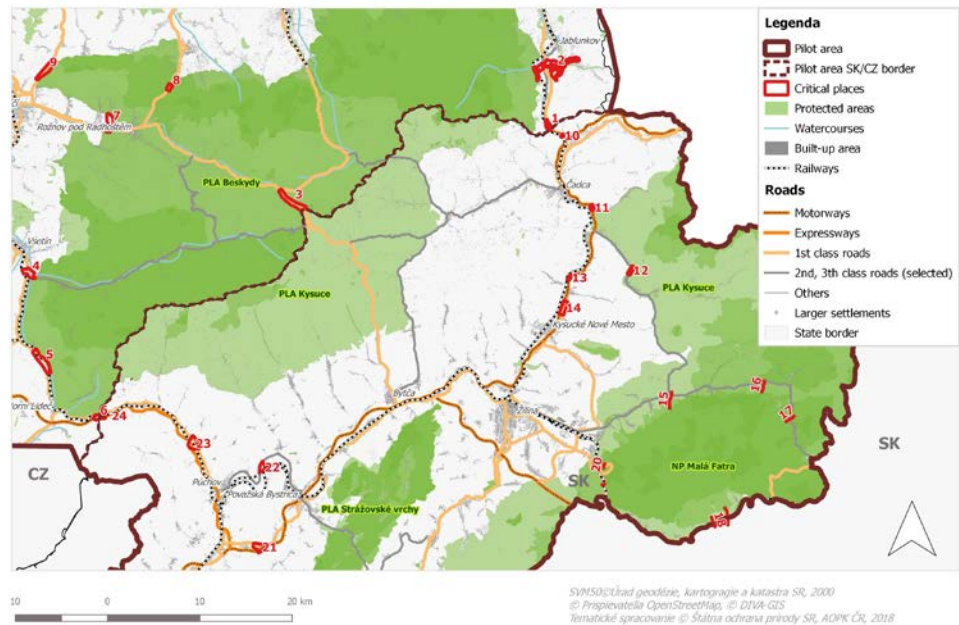 Legenda
Pilot area
Pilot area SK/CZ border
Critical places
Protected areas
Watercourses
Built-up area
Railways
Roads
Motorways
Expressways
1st class roads
2nd, 3th class roads (selected)
Others
Larger settlements
State border
Jablunkov
2
9
8
7
Rožnov pod Radhoštěm
1
10
PLA Beskydy
3
Čadca
11
Vsetín
4
12
13
PLA Kysuce
PLA Kysuce
14
Kysucké Nové Mesto
5
Horní Lideč
6
24
Bytča
15
16
17
Žilina
23
22
Púchov
Považská Bystrica
CZ
SK
20
SK
NP Malá Fatra
PLA Strážovské vrchy
18
21
10 0 10 20 km
SVM50©Úrad geodézie, kartografie a katastra SR, 2000
© Prispievatelia OpenStreetMap, © DIVA-GIS
Tematické spracovanie © Štátna ochrana prírody SR, AOPK ČR, 2018